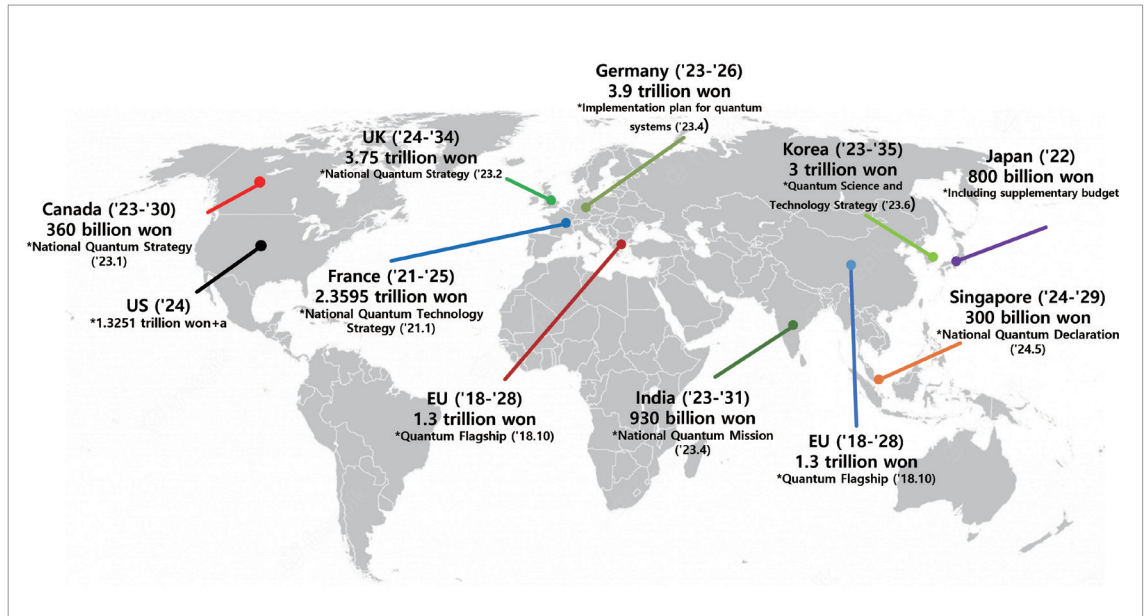 Germany ('23-'26)
3.9 trillion won
*Implementation plan for quantum
systems ('23.4)
UK ('24-'34)
3.75 trillion won
*National Quantum Strategy ('23.2
Korea ('23-'35)
3 trillion won
*Quantum Science and
Technology Strategy ('23.6)
Japan ('22)
800 billion won
*Including supplementary budget
Canada ('23-'30)
360 billion won
*National Quantum Strategy
('23.1)
US ('24)
*1.3251 trillion won+a
France ('21-'25)
2.3595 trillion won
*National Quantum Technology
Strategy ('21.1)
Singapore ('24-'29)
300 billion won
*National Quantum Declaration
('24.5)
EU ('18-'28)
1.3 trillion won
*Quantum Flagship ('18.10)
India ('23-'31)
930 billion won
*National Quantum Mission
('23.4)
EU ('18-'28)
1.3 trillion won
*Quantum Flagship ('18.10)